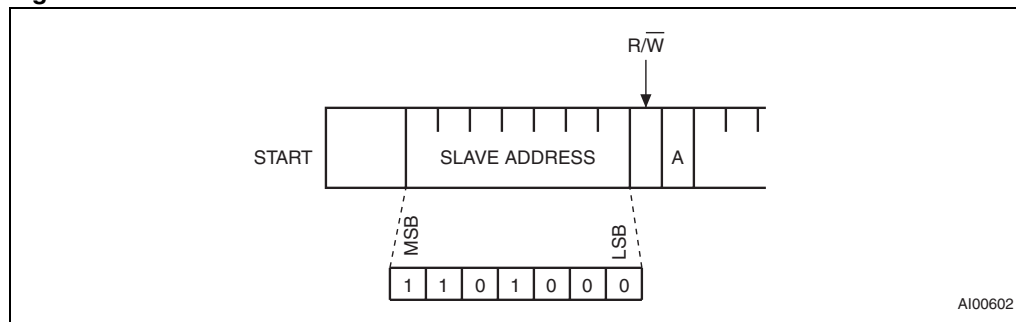 R/W̅
START
SLAVE ADDRESS
A
MSB
LSB
1 1 0 1 0 0 0
AI00602